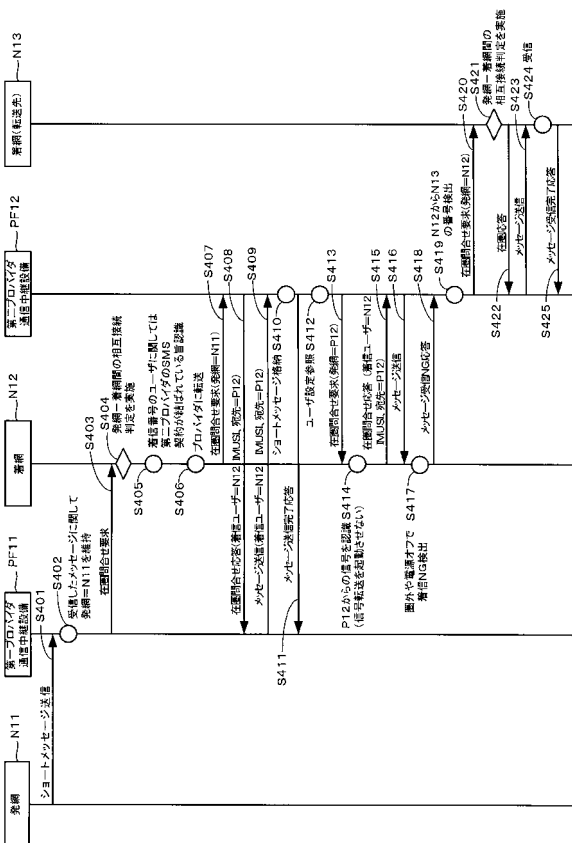 発網
N11
第一プロバイダ
通信中継設備
PF11
着網
N12
第二プロバイダ
通信中継設備
PF12
着網(転送先)
N13
ショートメッセージ送信
S401
S402
受信したメッセージに関して
発網=N11を維持
在圏問合せ要求
S403
S404
発網ー着網間の相互接続
判定を実施
S405
着信番号のユーザに関しては
第二プロバイダのSMS
契約が結ばれている旨認識
S406
プロバイダに転送
在圏問合せ要求(発網=N11)
S407
在圏問合せ応答(着信ユーザー=N12 IMUSI, 宛先=P12)
S408
メッセージ送信(着信ユーザー=N12 IMUSI, 宛先=P12)
S409
ショートメッセージ格納 S410
メッセージ送信完了応答
S411
ユーザ設定参照 S412
在圏問合せ要求(発網=P12)
S413
P12からの信号を認識 S414
(信号転送を起動させない)
在圏問合せ応答(着信ユーザー=N12
IMUSI, 宛先=P12)
S415
メッセージ送信
S416
S417
圏外や電源オフで
着信NG検出
メッセージ受信NG応答
S418
S419 N12からN13
の番号検出
在圏問合せ要求(発網=N12)
S420
S421
発網ー着網間の
相互接続判定を実施
在圏応答
S422
メッセージ送信
S423
S424 受信
メッセージ受信完了応答
S425